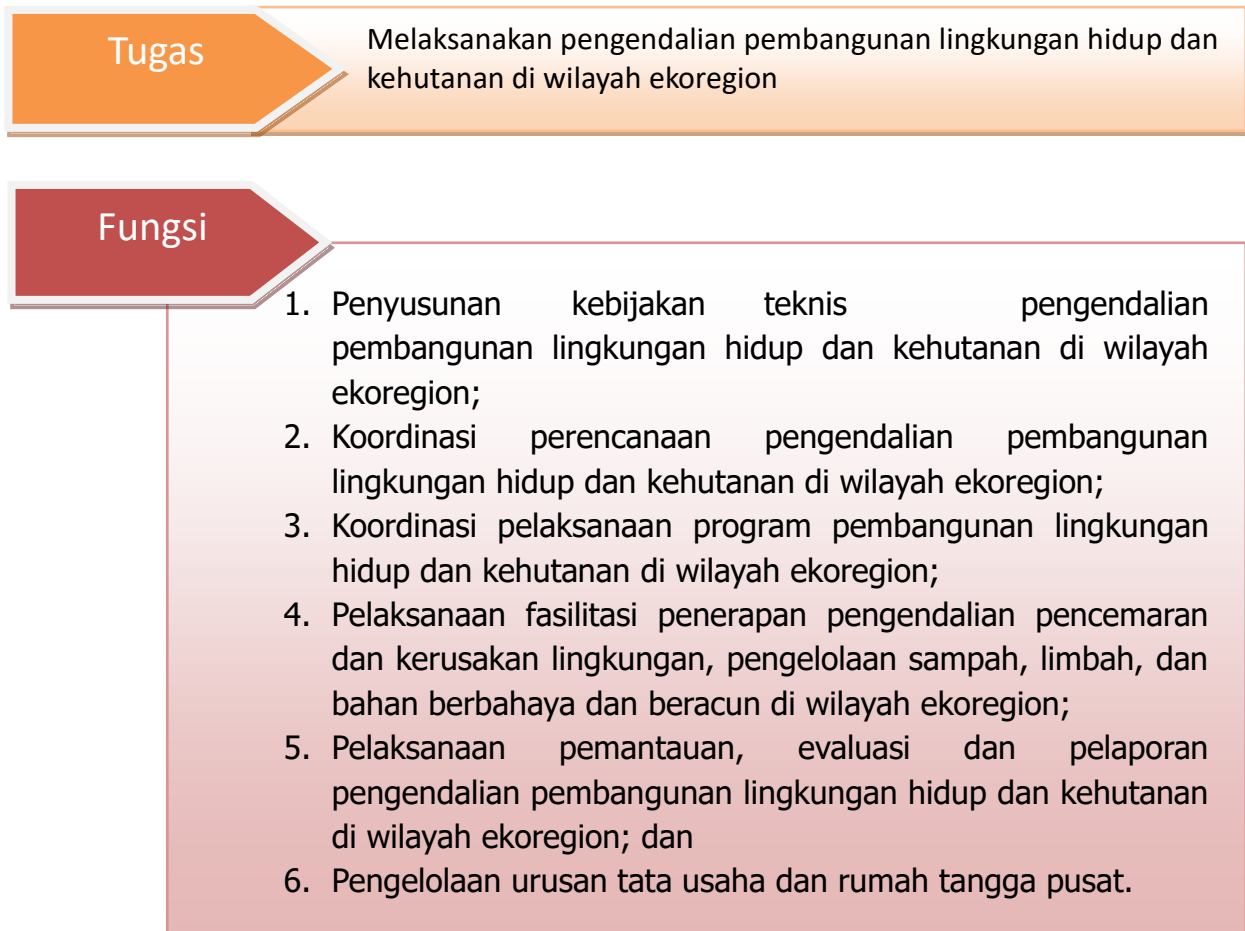 Tugas
Melaksanakan pengendalian pembangunan lingkungan hidup dan
kehutanan di wilayah ekoregion
Fungsi
1. Penyusunan kebijakan teknis pengendalian
pembangunan lingkungan hidup dan kehutanan di wilayah
ekoregion;
2. Koordinasi perencanaan pengendalian pembangunan
lingkungan hidup dan kehutanan di wilayah ekoregion;
3. Koordinasi pelaksanaan program pembangunan lingkungan
hidup dan kehutanan di wilayah ekoregion;
4. Pelaksanaan fasilitasi penerapan pengendalian pencemaran
dan kerusakan lingkungan, pengelolaan sampah, limbah, dan
bahan berbahaya dan beracun di wilayah ekoregion;
5. Pelaksanaan pemantauan, evaluasi dan pelaporan
pengendalian pembangunan lingkungan hidup dan kehutanan
di wilayah ekoregion; dan
6. Pengelolaan urusan tata usaha dan rumah tangga pusat.